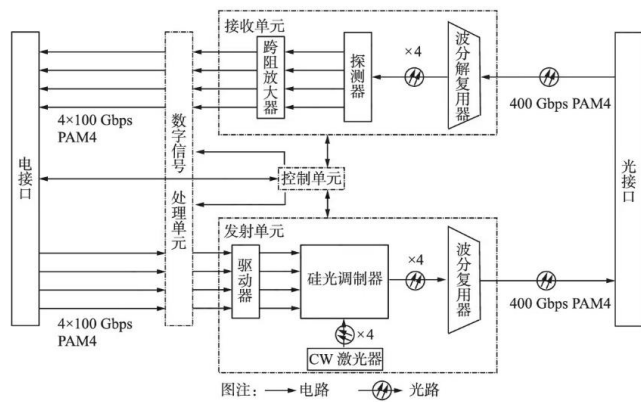 接收单元
跨阻放大器
探测器
×4
波分解复用器
400 Gbps PAM4
4×100 Gbps
PAM4
数字信号处理单元
电接口
控制单元
光接口
发射单元
驱动器
硅光调制器
×4
波分复用器
400 Gbps PAM4
4×100 Gbps
PAM4
×4
CW 激光器
图注: 电路 光路